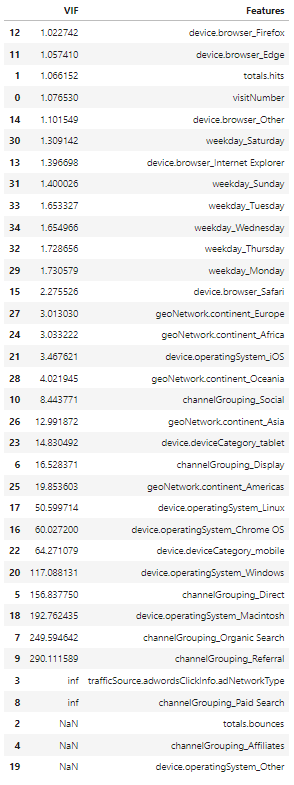 VIF Features
12 1.022742 device.browser_Firefox
11 1.057410 device.browser_Edge
1 1.066152 totals.hits
0 1.076530 visitNumber
14 1.101549 device.browser_Other
30 1.309142 weekday_Saturday
13 1.396698 device.browser_Internet Explorer
31 1.400026 weekday_Sunday
33 1.653327 weekday_Tuesday
34 1.654966 weekday_Wednesday
32 1.728656 weekday_Thursday
29 1.730579 weekday_Monday
15 2.275526 device.browser_Safari
27 3.013030 geoNetwork.continent_Europe
24 3.033222 geoNetwork.continent_Africa
21 3.467621 device.operatingSystem_iOS
28 4.021945 geoNetwork.continent_Oceania
10 8.443771 channelGrouping_Social
26 12.991872 geoNetwork.continent_Asia
23 14.830492 device.deviceCategory_tablet
6 16.528371 channelGrouping_Display
25 19.853603 geoNetwork.continent_Americas
17 50.599714 device.operatingSystem_Linux
16 60.027200 device.operatingSystem_Chrome OS
22 64.271079 device.deviceCategory_mobile
20 117.088131 device.operatingSystem_Windows
5 156.837750 channelGrouping_Direct
18 192.762435 device.operatingSystem_Macintosh
7 249.594642 channelGrouping_Organic Search
9 290.111589 channelGrouping_Referral
3 inf trafficSource.adwordsClickInfo.adNetworkType
8 inf channelGrouping_Paid Search
2 NaN totals.bounces
4 NaN channelGrouping_Affiliates
19 NaN device.operatingSystem_Other